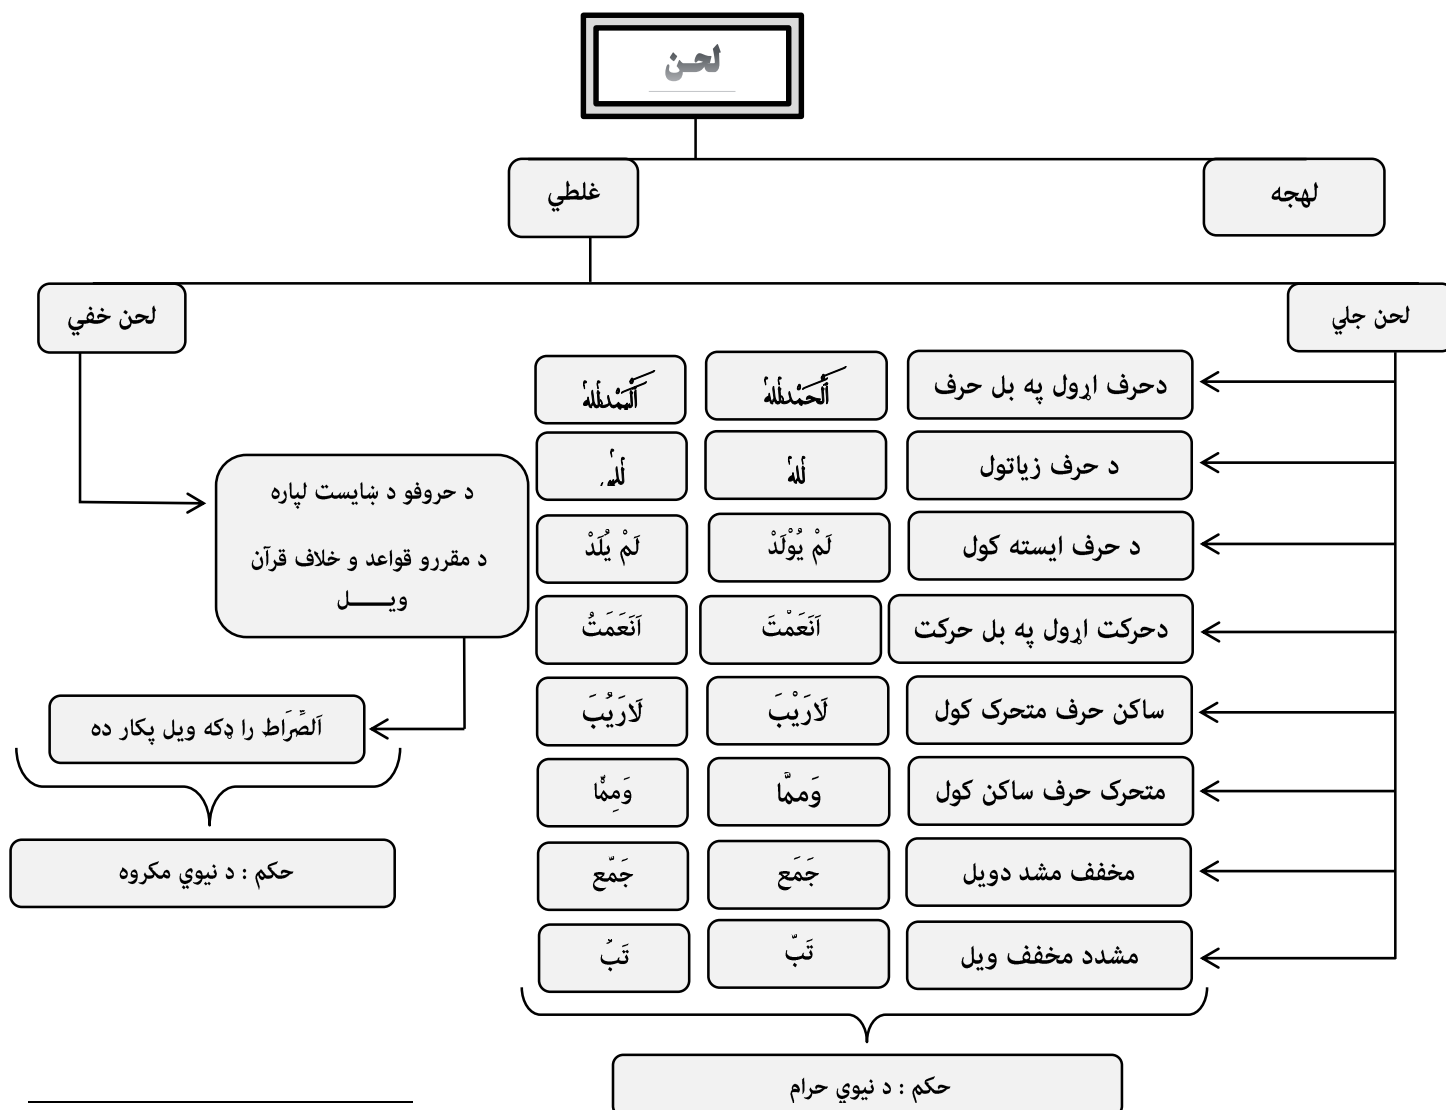 لحـن
لهجه
غلطي
لحن جلي
لحن خفي
دحرف اړول په بل حرف
اَلْحَمْدُلِلّٰهِ
د حرف زیاتول
لِلّٰهِ
د حرف ایسته کول
لَمْ يُوْلَدْ
لَمْ يُلَدْ
دحرکت اړول په بل حرکت
اَنَعَمْتَ
اَنَعَمَتُ
ساکن حرف متحرک کول
لَارَيْبَ
لَارَيُبَ
متحرک حرف ساکن کول
وَممَّا
وَمِمّْا
مخفف مشد دویل
جَمَع
جَمّع
مشدد مخفف ویل
تَبّ
تَبُ
حکم : د نیوي حرام
د حروفو د ښایست لپاره
د مقررو قواعد و خلاف قرآن
ویـــــل
اَلصِّرَاط را ډکه ویل پکار ده
حکم : د نیوي مکروه